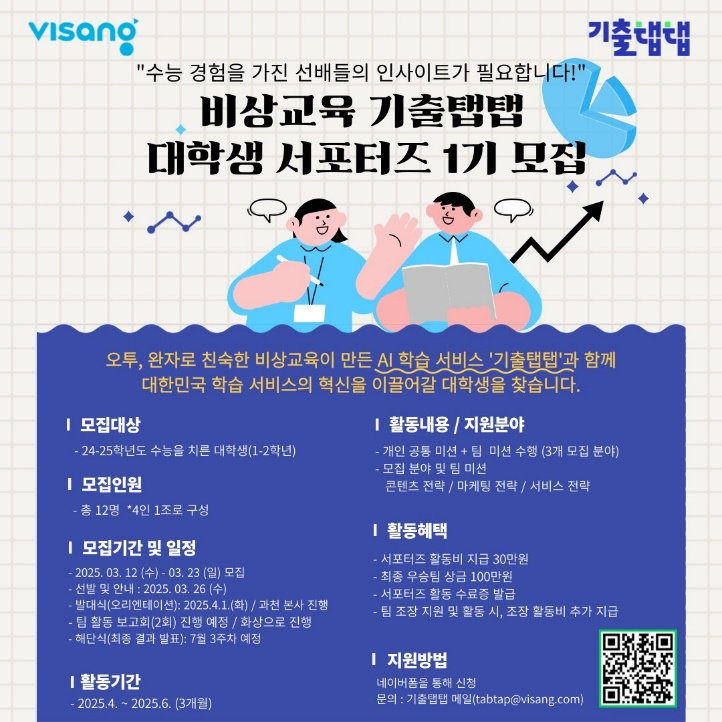 visang
기출탭탭
"수능 경험을 가진 선배들의 인사이트가 필요합니다!"
비상교육 기출탭탭
대학생 서포터즈 1기 모집
오투, 완자로 친숙한 비상교육이 만든 AI 학습 서비스 '기출탭탭'과 함께
대한민국 학습 서비스의 혁신을 이끌어갈 대학생을 찾습니다.
모집대상
- 24-25학년도 수능을 치른 대학생(1-2학년)
모집인원
- 총 12명 *4인 1조로 구성
모집기간 및 일정
- 2025. 03. 12 (수) - 03. 23 (일) 모집
- 선발 및 안내 : 2025. 03. 26 (수)
- 발대식(오리엔테이션): 2025.4.1.(화) / 과천 본사 진행
- 팀 활동 보고회(2회) 진행 예정 / 화상으로 진행
- 해단식(최종 결과 발표): 7월 3주차 예정
활동기간
- 2025.4. ~ 2025.6. (3개월)
활동내용 / 지원분야
- 개인 공통 미션 + 팀 미션 수행 (3개 모집 분야)
- 모집 분야 및 팀 미션
콘텐츠 전략 / 마케팅 전략 / 서비스 전략
활동혜택
- 서포터즈 활동비 지급 30만원
- 최종 우승팀 상금 100만원
- 서포터즈 활동 수료증 발급
- 팀 조장 지원 및 활동 시, 조장 활동비 추가 지급
지원방법
네이버폼을 통해 신청
문의 : 기출탭탭 메일(tabtap@visang.com)